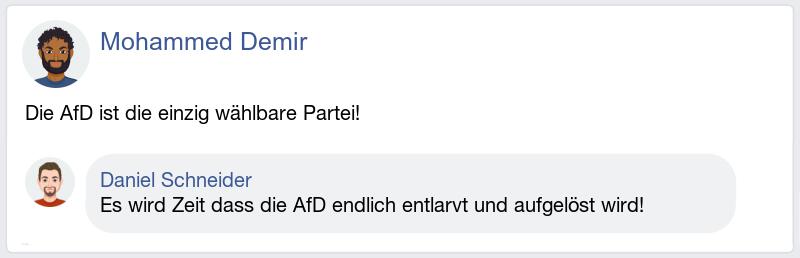 Mohammed Demir
Die AfD ist die einzig wählbare Partei!
Daniel Schneider
Es wird Zeit dass die AfD endlich entlarvt und aufgelöst wird!